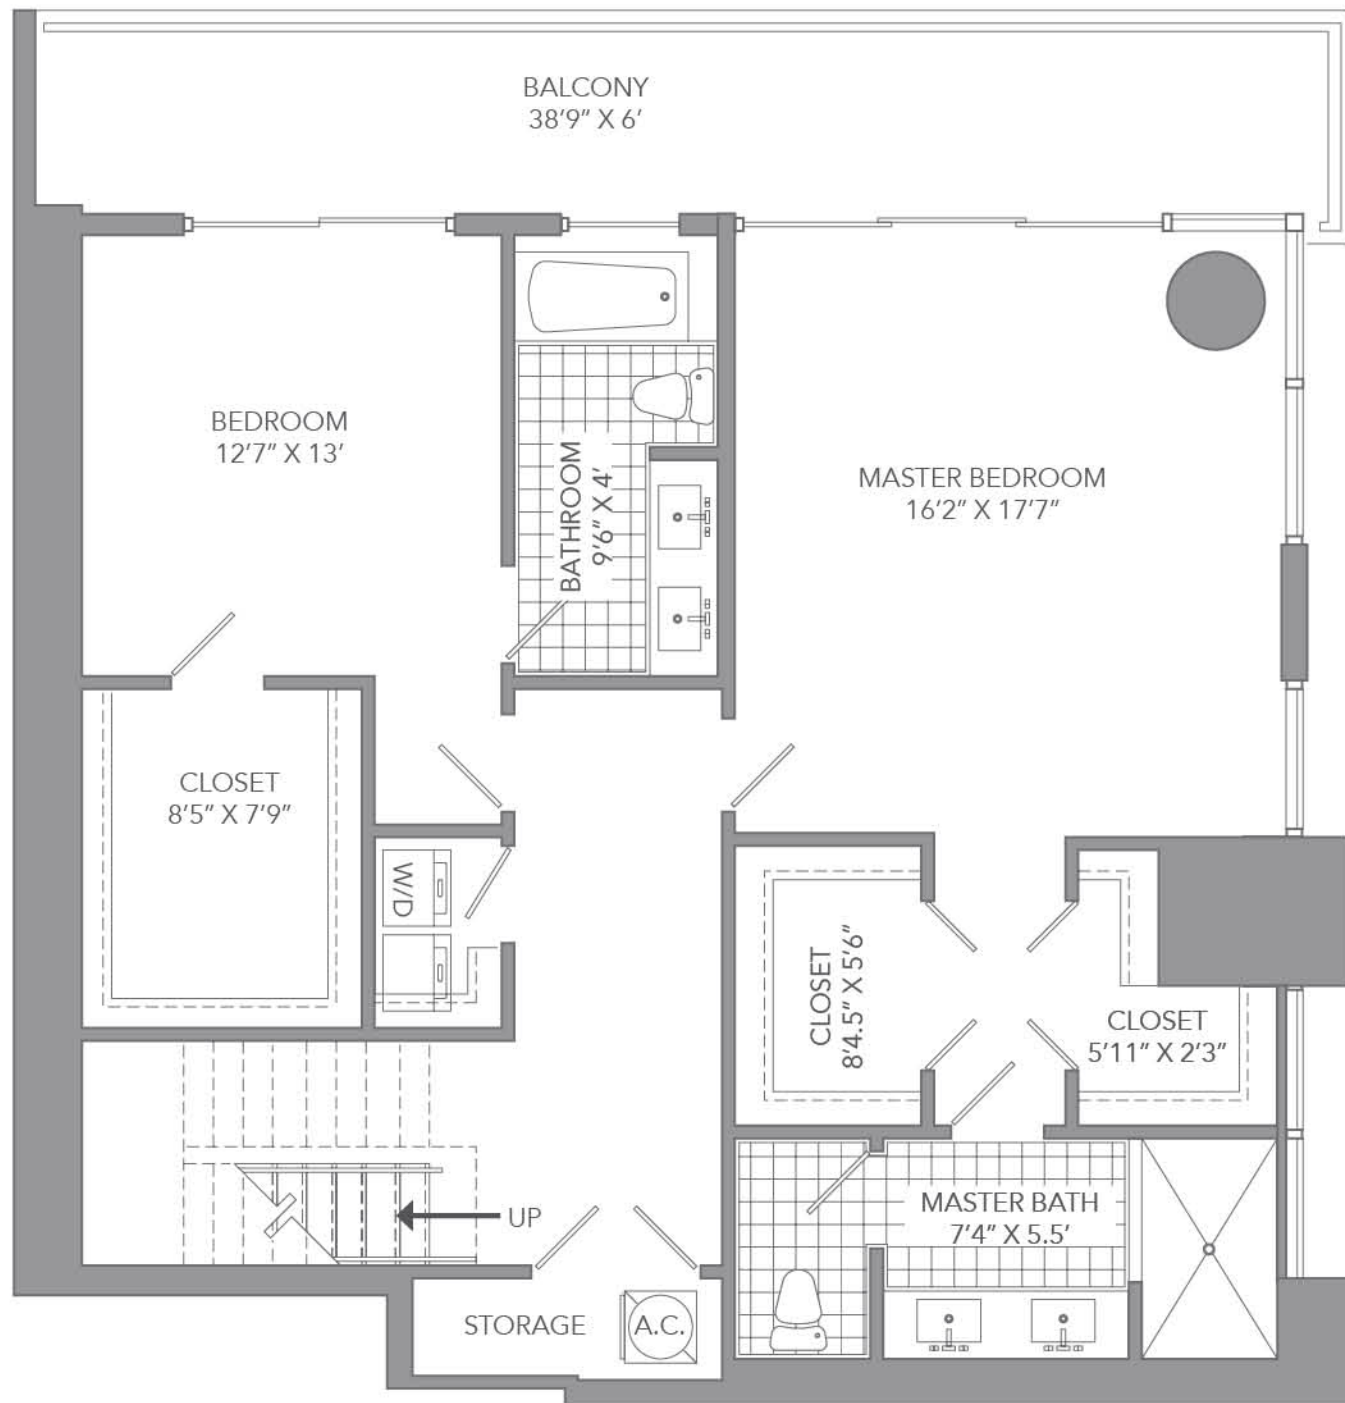 BALCONY
38'9" X 6'
BEDROOM
12'7" X 13'
BATHROOM
9'6" X 4'
MASTER BEDROOM
16'2" X 17'7"
CLOSET
8'5" X 7'9"
W/D
CLOSET
8'4.5" X 5'6"
CLOSET
5'11" X 2'3"
UP
MASTER BATH
7'4" X 5.5'
STORAGE
A.C.